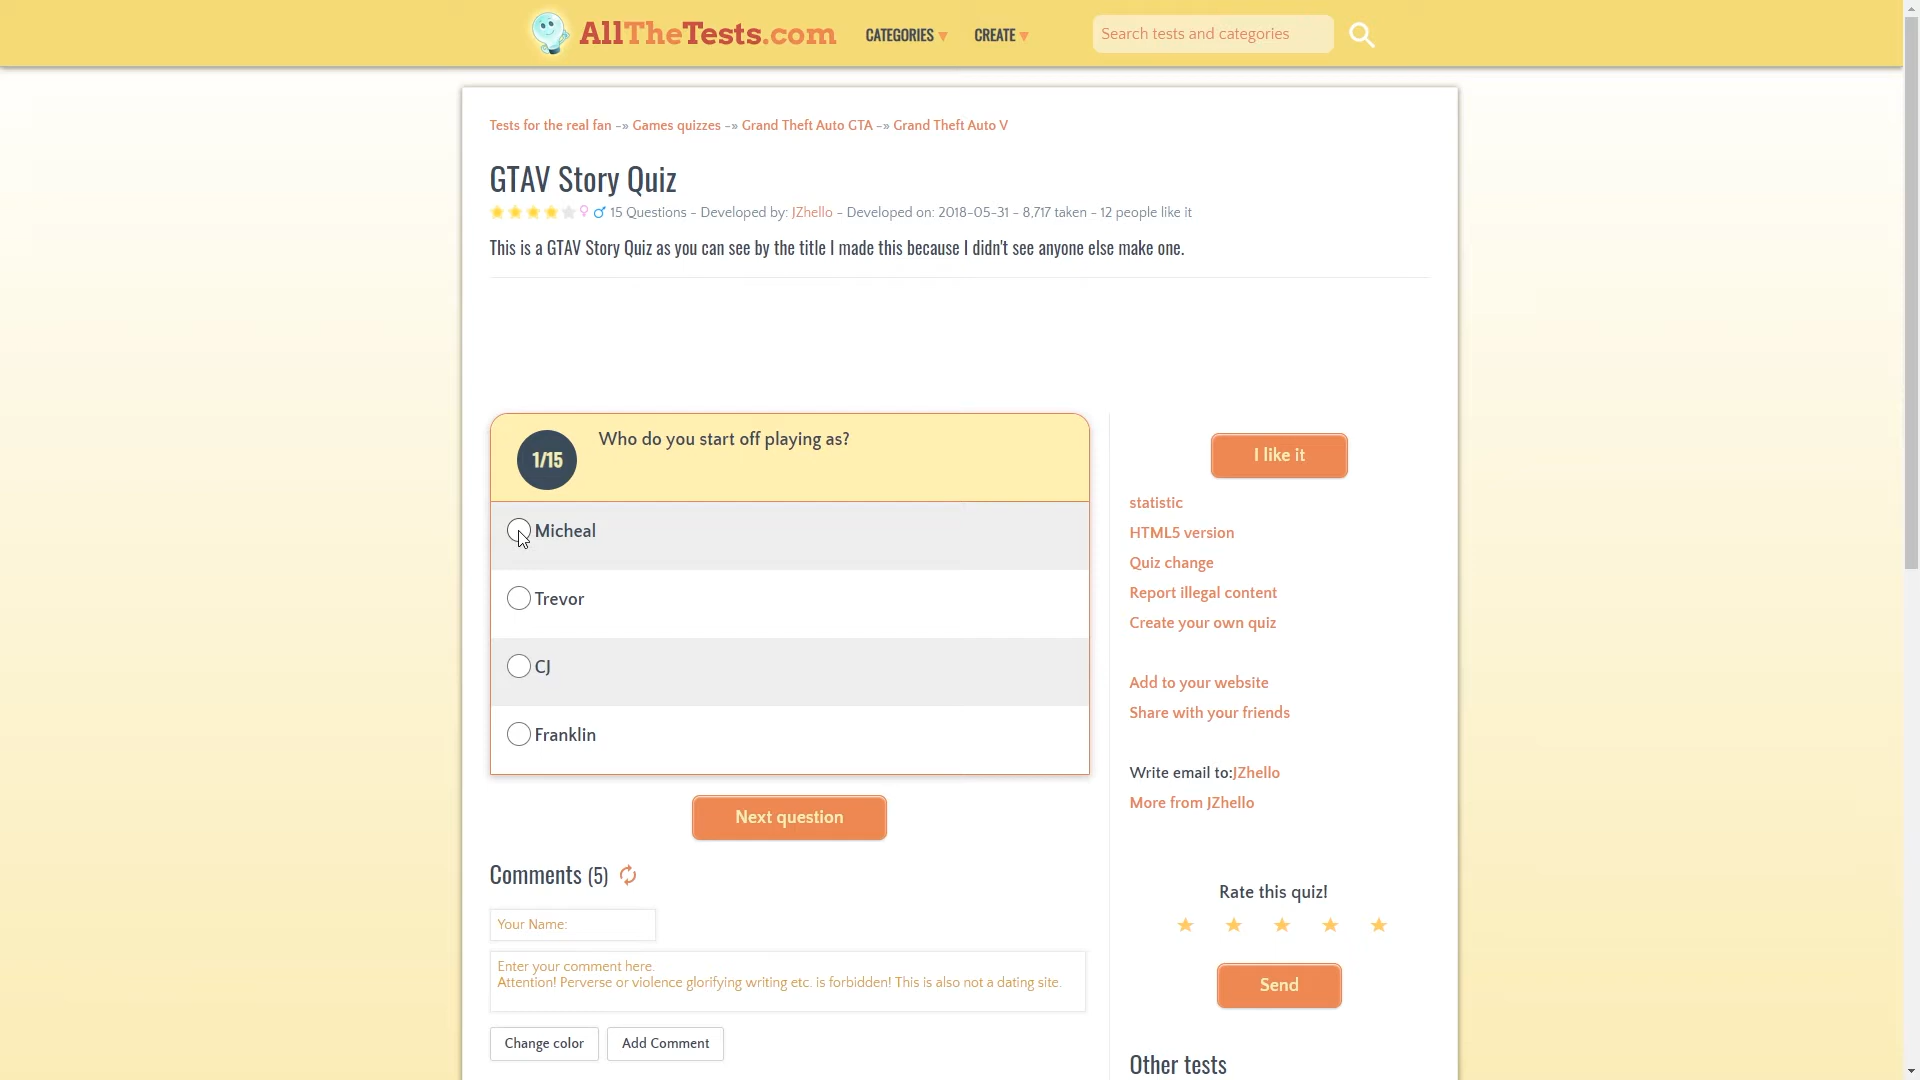 AllTheTests.com
CATEGORIES ▼
CREATE ▼
Search tests and categories
Tests for the real fan -» Games quizzes -» Grand Theft Auto GTA -» Grand Theft Auto V
GTAV Story Quiz
15 Questions - Developed by: JZhello - Developed on: 2018-05-31 - 8,717 taken - 12 people like it
This is a GTAV Story Quiz as you can see by the title I made this because I didn't see anyone else make one.
1/15
Who do you start off playing as?
Micheal
Trevor
CJ
Franklin
Next question
Comments (5)
Your Name:
Enter your comment here.
Attention! Perverse or violence glorifying writing etc. is forbidden! This is also not a dating site.
Change color
Add Comment
I like it
statistic
HTML5 version
Quiz change
Report illegal content
Create your own quiz
Add to your website
Share with your friends
Write email to:JZhello
More from JZhello
Rate this quiz!
Send
Other tests